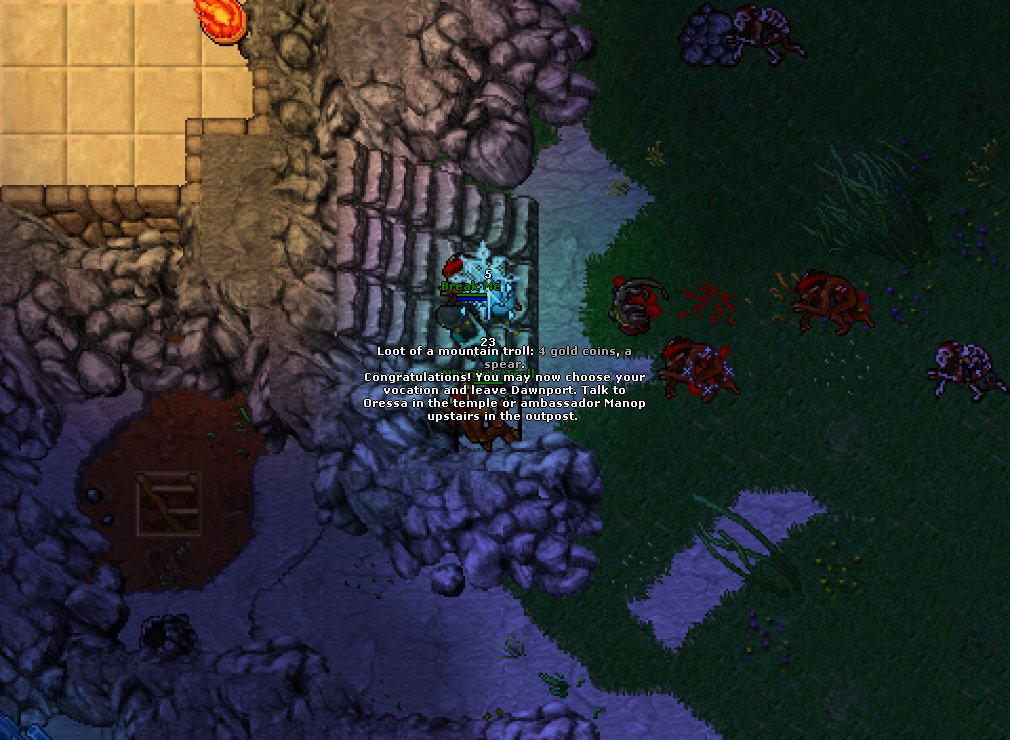 5
Break Me
23
Loot of a mountain troll: 4 gold coins, a
spear.
Congratulations! You may now choose your
vocation and leave Dawnport. Talk to
Oressa in the temple or ambassador Manop
upstairs in the outpost.